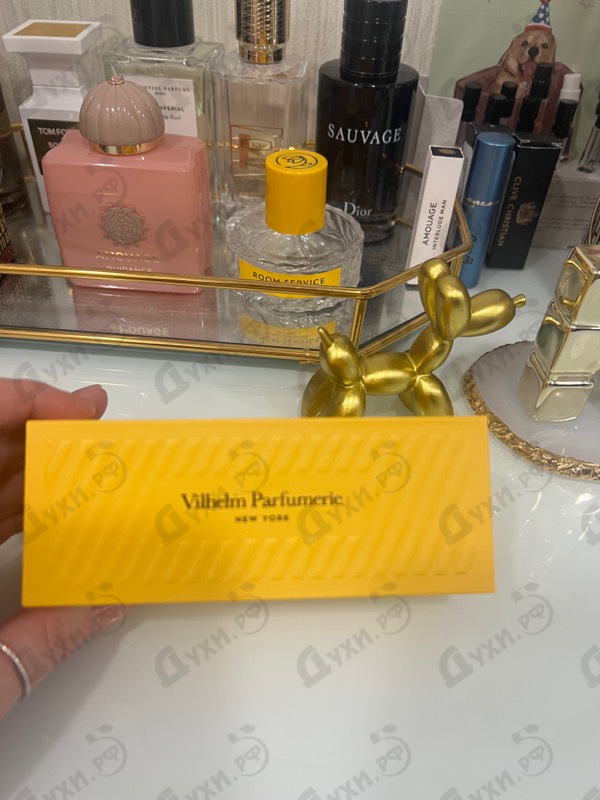 TOM FORD
IMPERIAL
SAUVAGE
Dior
AMOUAGE
INTERLUDE MAN
CLIVE CHRISTIAN
AMOUAGE
GUIDANCE
ROOM SERVICE
Vilhelm Parfumerie
NEW YORK
Духи.рф